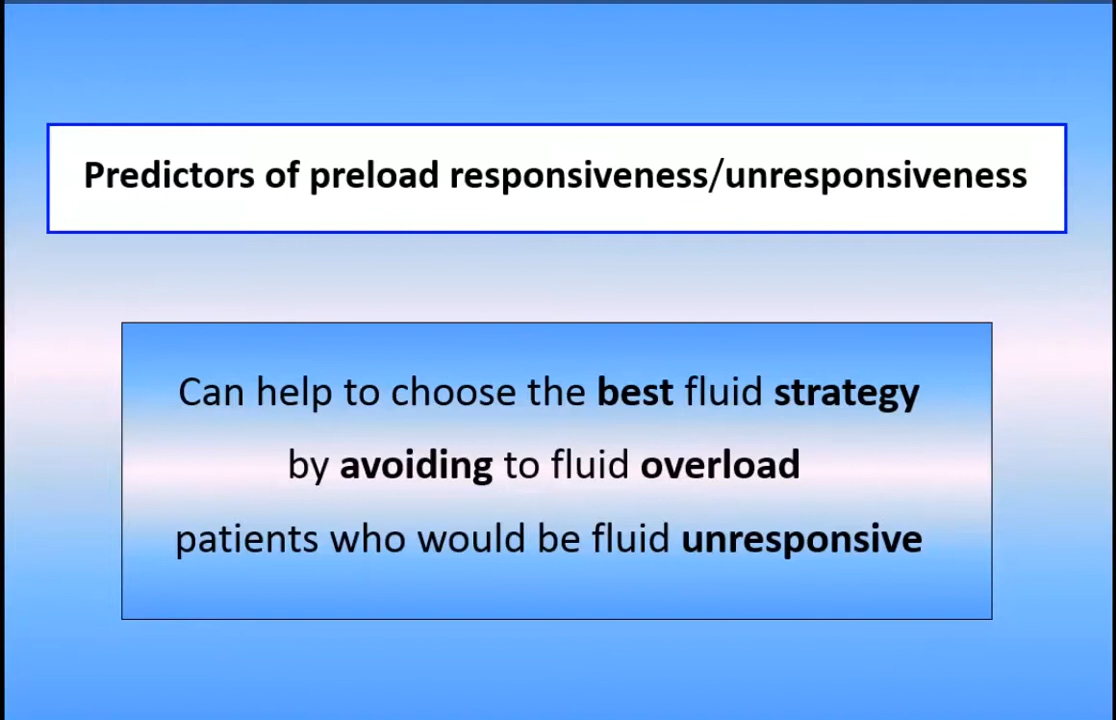 Predictors of preload responsiveness/unresponsiveness
Can help to choose the best fluid strategy
by avoiding to fluid overload
patients who would be fluid unresponsive